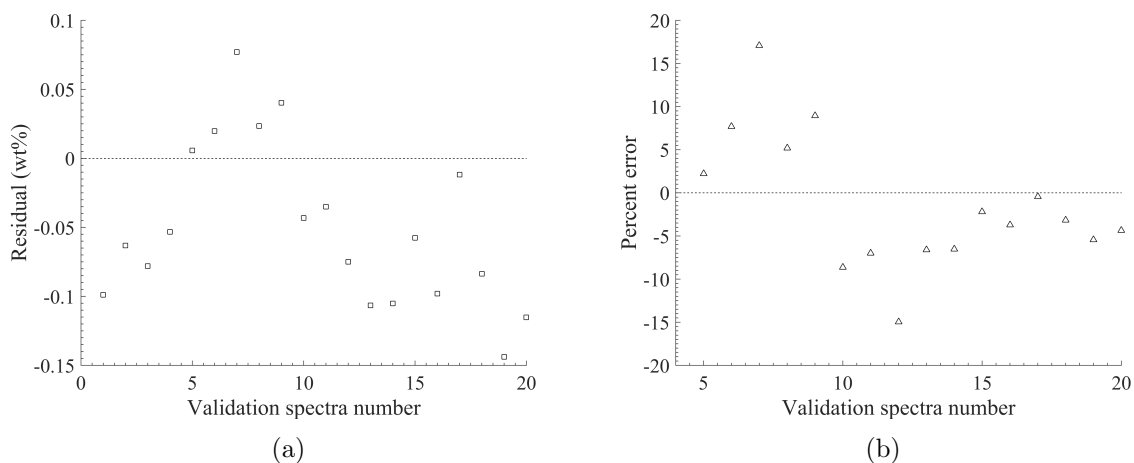 0.1
0.05
0
-0.05
-0.1
-0.15
Residual (wt%)
0 5 10 15 20
Validation spectra number
(a)
20
15
10
5
0
-5
-10
-15
-20
Percent error
5 10 15 20
Validation spectra number
(b)